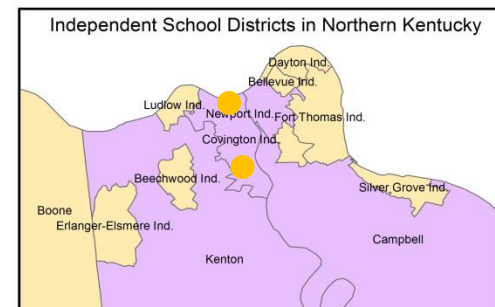 Independent School Districts in Northern Kentucky
Dayton Ind.
Bellevue Ind.
Ludlow Ind.
Newport Ind.
Fort Thomas Ind.
Covington Ind.
Beechwood Ind.
Silver Grove Ind.
Boone
Erlanger-Elsmere Ind.
Campbell
Kenton